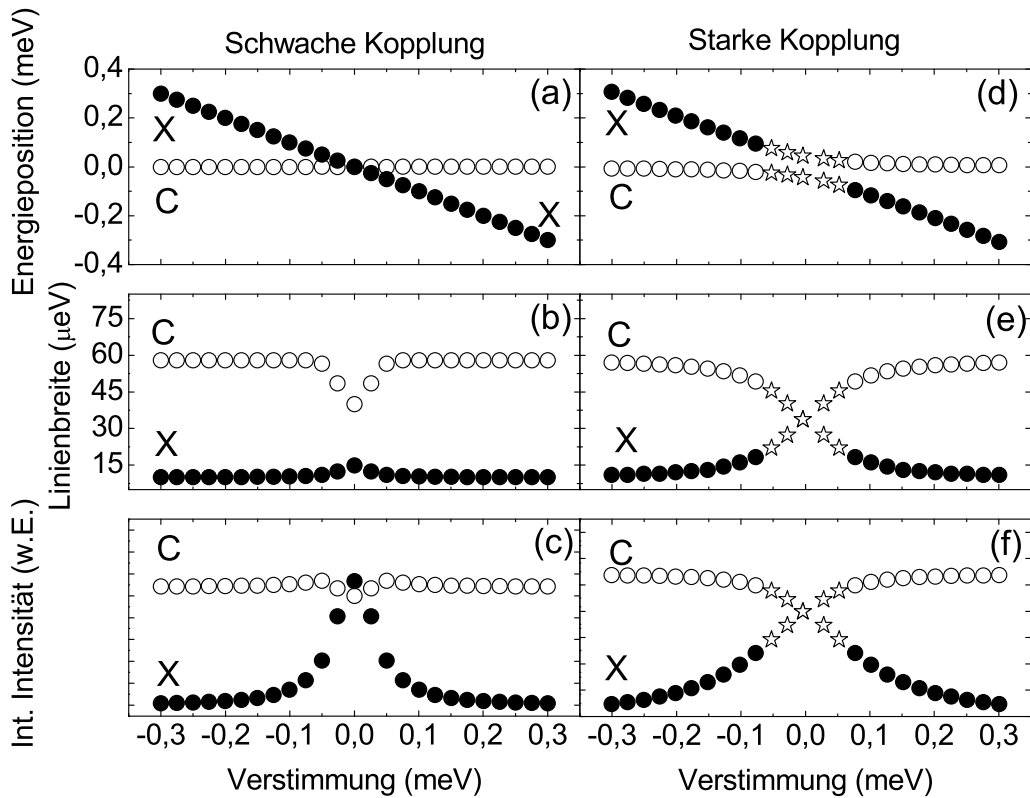 Schwache Kopplung
Starke Kopplung
Energieposition (meV)
0,4
0,2
0,0
-0,2
-0,4
(a)
X
C
X
(d)
X
C
Linienbreite (µeV)
75
60
45
30
15
(b)
C
X
(e)
C
X
Int. Intensität (w.E.)
(c)
C
X
(f)
C
X
-0,3 -0,2 -0,1 0,0 0,1 0,2 0,3
-0,3 -0,2 -0,1 0,0 0,1 0,2 0,3
Verstimmung (meV)
Verstimmung (meV)